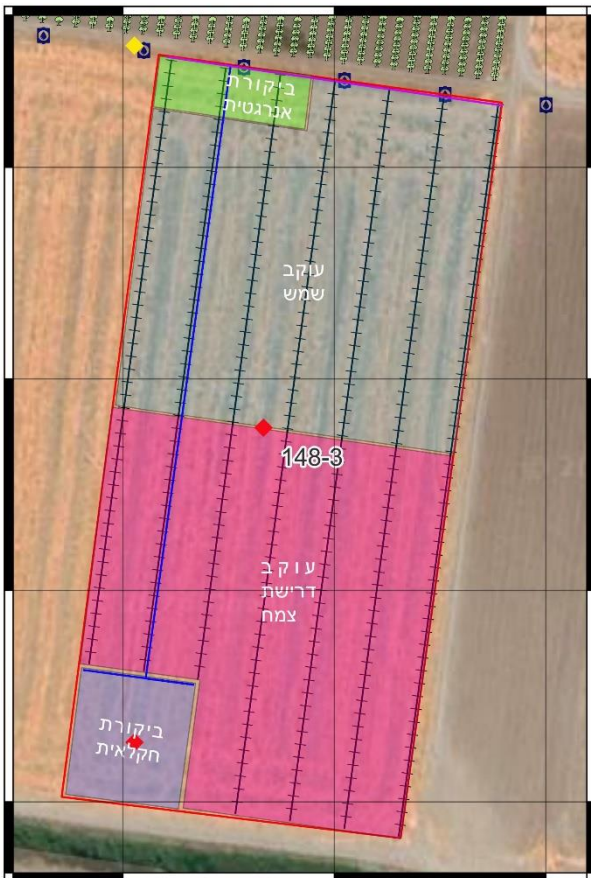 ביקורת
אנרגטית
עוקב
שמש
148-3
עוקב
דרישת
צמח
ביקורת
חקלאית